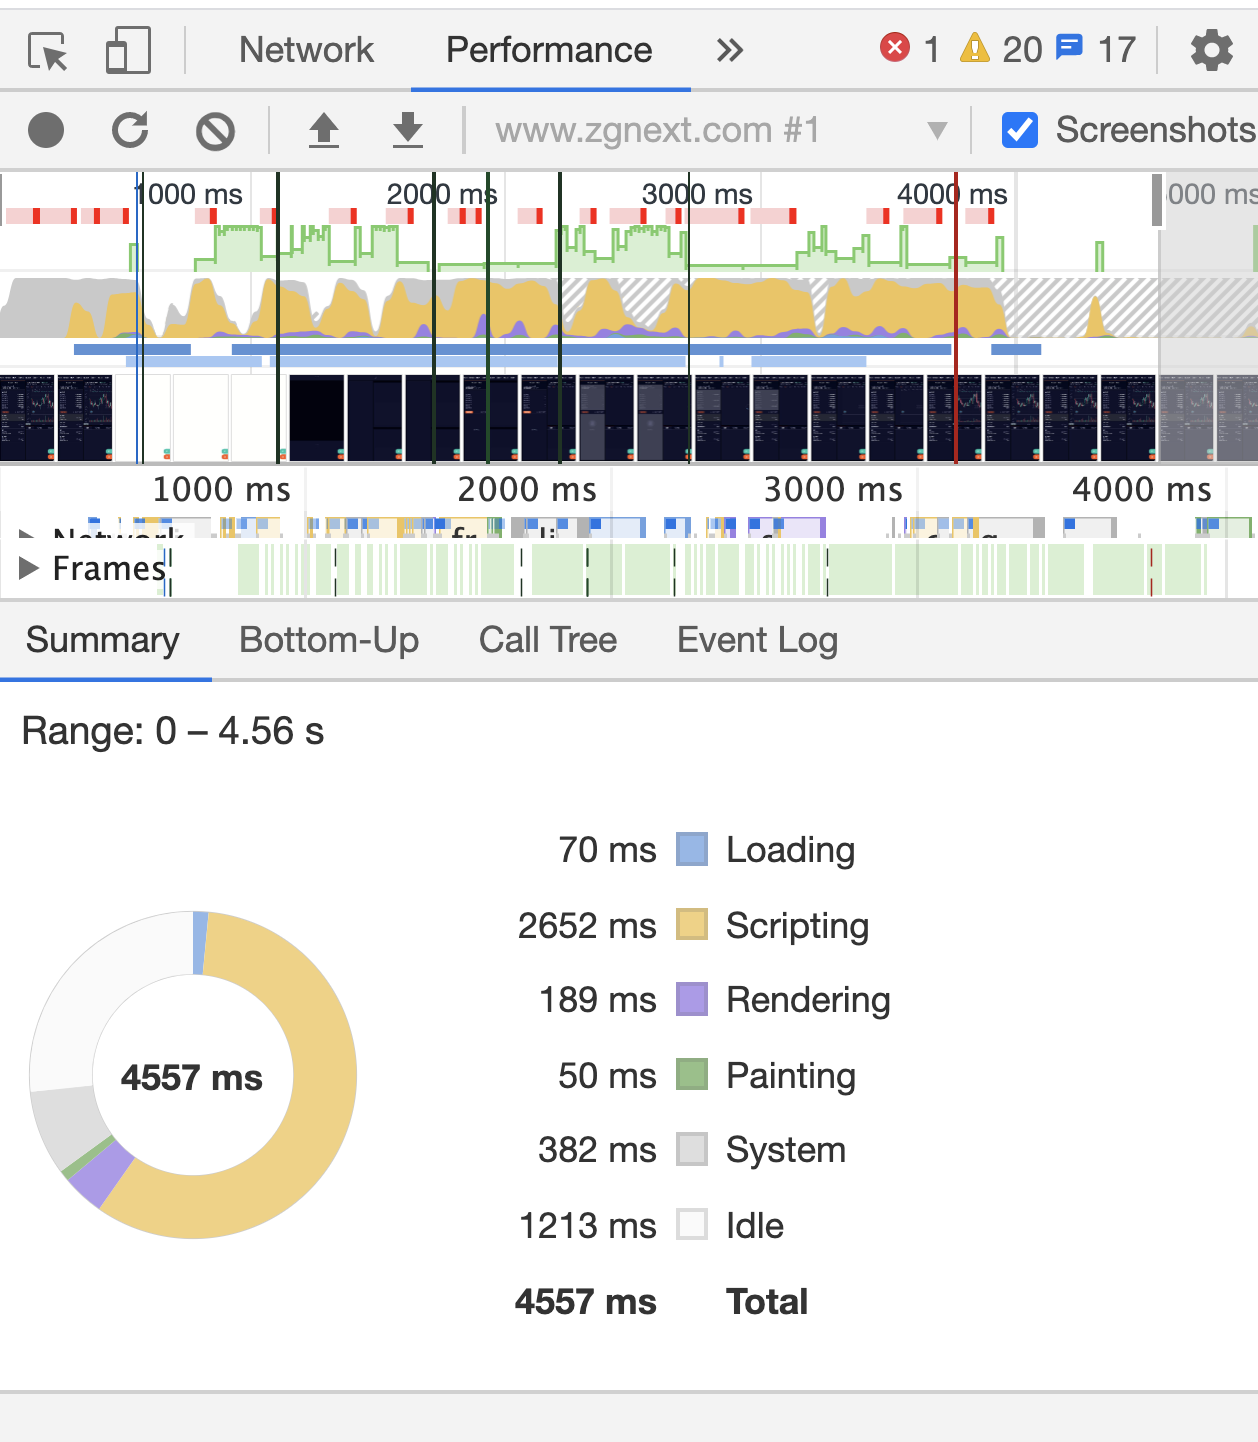 Network Performance 1 20 17
www.zgnext.com #1 Screenshots
1000 ms 2000 ms 3000 ms 4000 ms 000 ms
1000 ms 2000 ms 3000 ms 4000 ms
Network
Frames
Summary Bottom-Up Call Tree Event Log
Range: 0 – 4.56 s
70 ms Loading
2652 ms Scripting
189 ms Rendering
50 ms Painting
4557 ms
382 ms System
1213 ms Idle
4557 ms Total